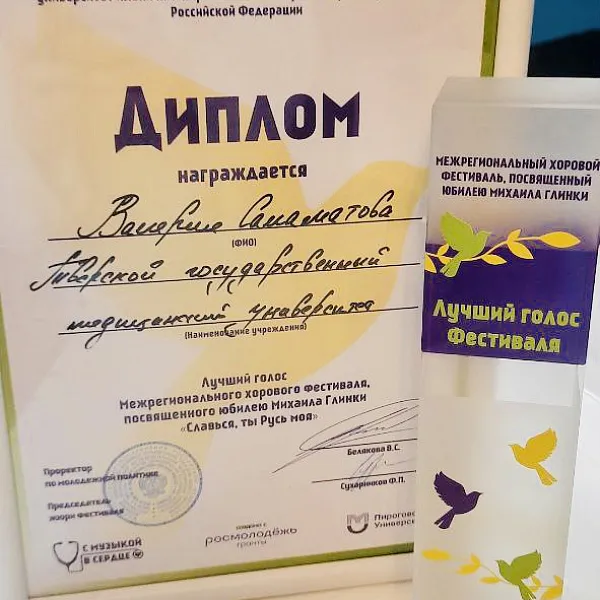 Российской Федерации
Диплом
награждается
Валерия Саламатова
(ФИО)
Тверской государственный
медицинский университет
(Наименование учреждения)
Лучший голос
Межрегионального хорового Фестиваля,
посвященного юбилею Михаила Глинки
«Славься, ты Русь моя»
Проректор
по молодежной политике
Белякова В.С.
Председатель
жюри Фестиваля
Сухарников Ф.П.
С МУЗЫКОЙ
В СЕРДЦЕ
росмолодёжь
гранты
Пирогов
Универс
МЕЖРЕГИОНАЛЬНЫЙ ХОРОВОЙ
ФЕСТИВАЛЬ, ПОСВЯЩЕННЫЙ
ЮБИЛЕЮ МИХАИЛА ГЛИНКИ
Лучший голос
Фестиваля